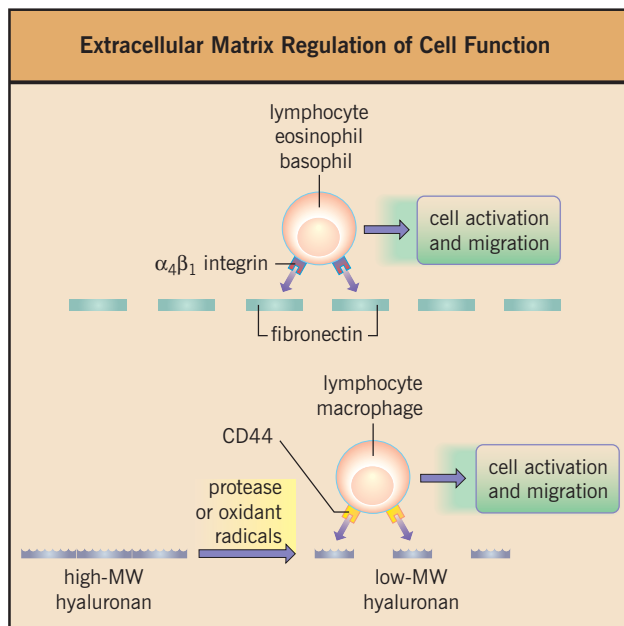 Extracellular Matrix Regulation of Cell Function
lymphocyte
eosinophil
basophil
cell activation
and migration
α₄β₁ integrin
fibronectin
lymphocyte
macrophage
CD44
cell activation
and migration
protease
or oxidant
radicals
high-MW
hyaluronan
low-MW
hyaluronan